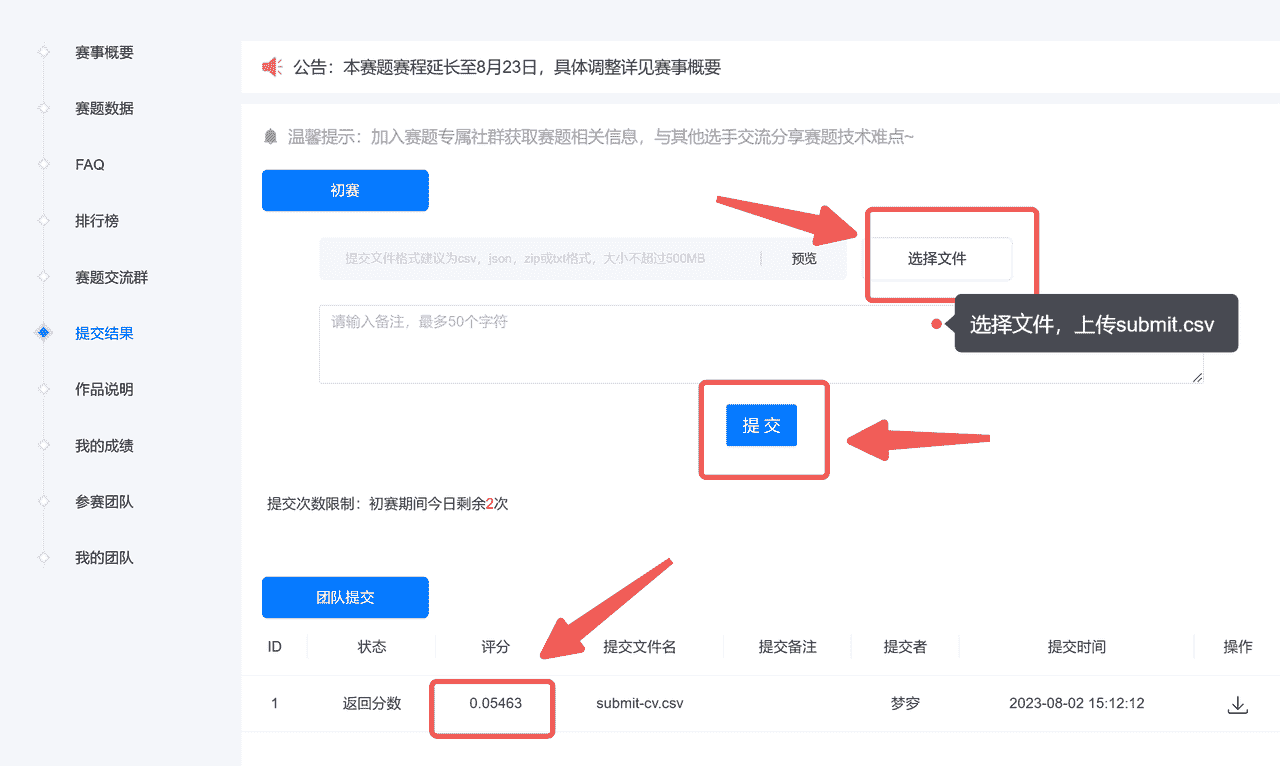 赛事概要
赛题数据
FAQ
排行榜
赛题交流群
提交结果
作品说明
我的成绩
参赛团队
我的团队
公告：本赛题赛程延长至8月23日，具体调整详见赛事概要
温馨提示：加入赛题专属社群获取赛题相关信息，与其他选手交流分享赛题技术难点~
初赛
提交文件格式建议为csv，json，zip或txt格式，大小不超过500MB | 预览 选择文件
请输入备注，最多50个字符
选择文件，上传submit.csv
提 交
提交次数限制：初赛期间今日剩余2次
团队提交
ID 状态 评分 提交文件名 提交备注 提交者 提交时间 操作
1 返回分数 0.05463 submit-cv.csv 梦穸 2023-08-02 15:12:12